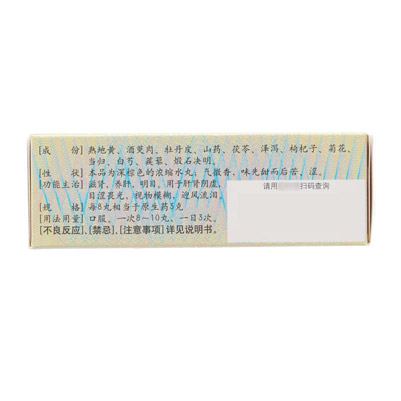 [成 份] 熟地黄、酒萸肉、牡丹皮、山药、茯苓、泽泻、枸杞子、菊花、
当归、白芍、蒺藜、煅石决明。
[性 状] 本品为深棕色的浓缩水丸，气微香，味先甜而后苦、涩。
[功能主治] 滋肾，养肝，明目。用于肝肾阴虚，
目涩畏光，视物模糊，迎风流泪。
[规 格] 每8丸相当于原生药3克
[用法用量] 口服，一次8～10丸，一日3次。
[不良反应]、[禁忌]、[注意事项]详见说明书。
请用 扫码查询